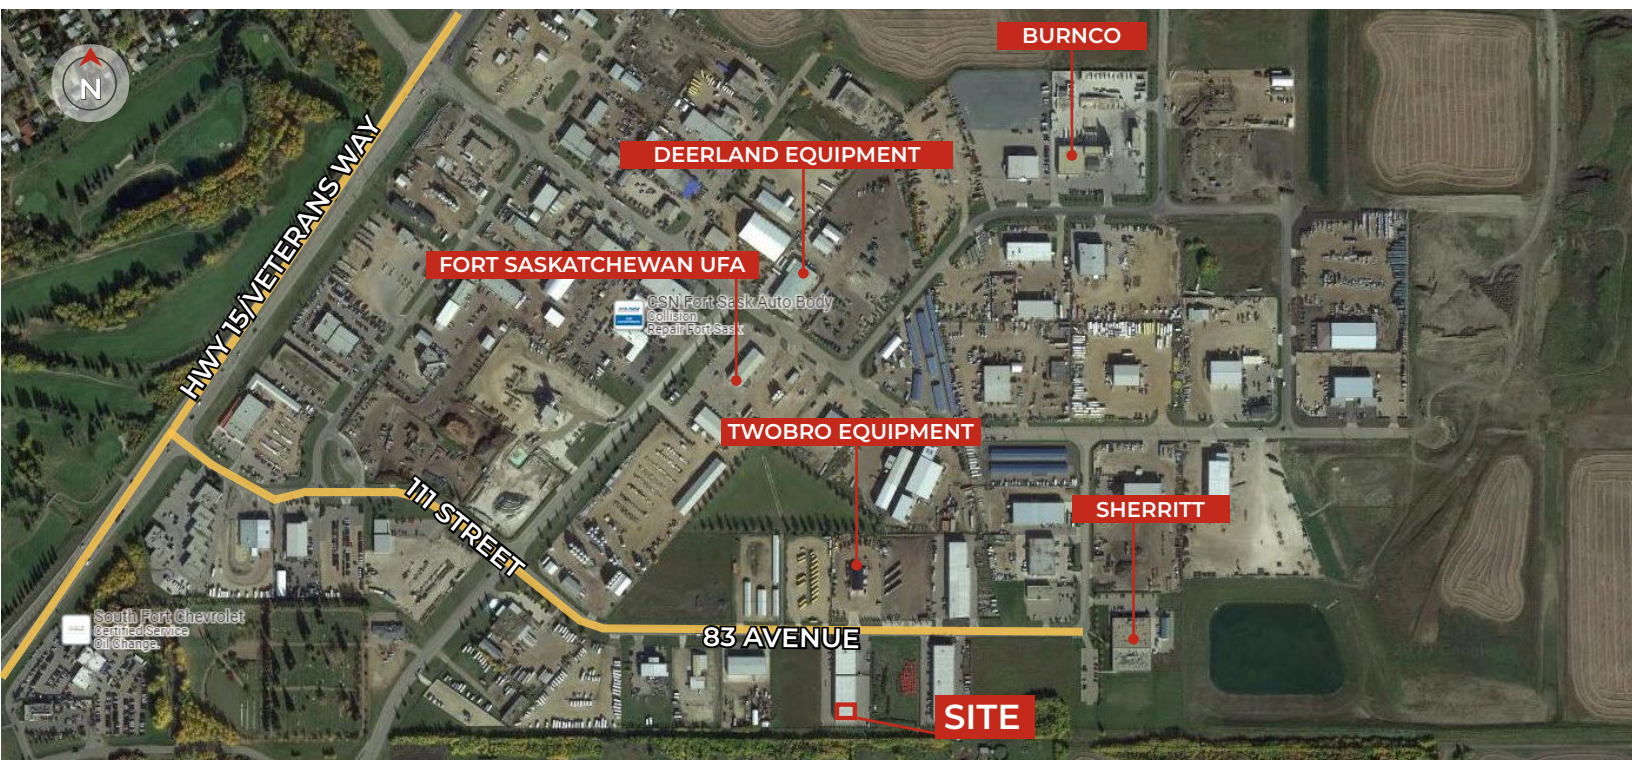 BURNCO
N
DEERLAND EQUIPMENT
HWY 15/VETERANS WAY
FORT SASKATCHEWAN UFA
CSN Fort Sask Auto Body
Collision
Repair Fort Sask
TWOBRO EQUIPMENT
111 STREET
SHERRITT
South Fort Chevrolet
Certified Service
Oil Change.
83 AVENUE
SITE